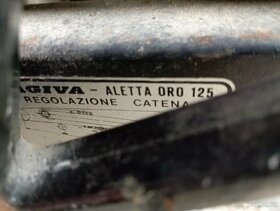 AGIVA - ALETTA ORO 125
REGOLAZIONE CATENA